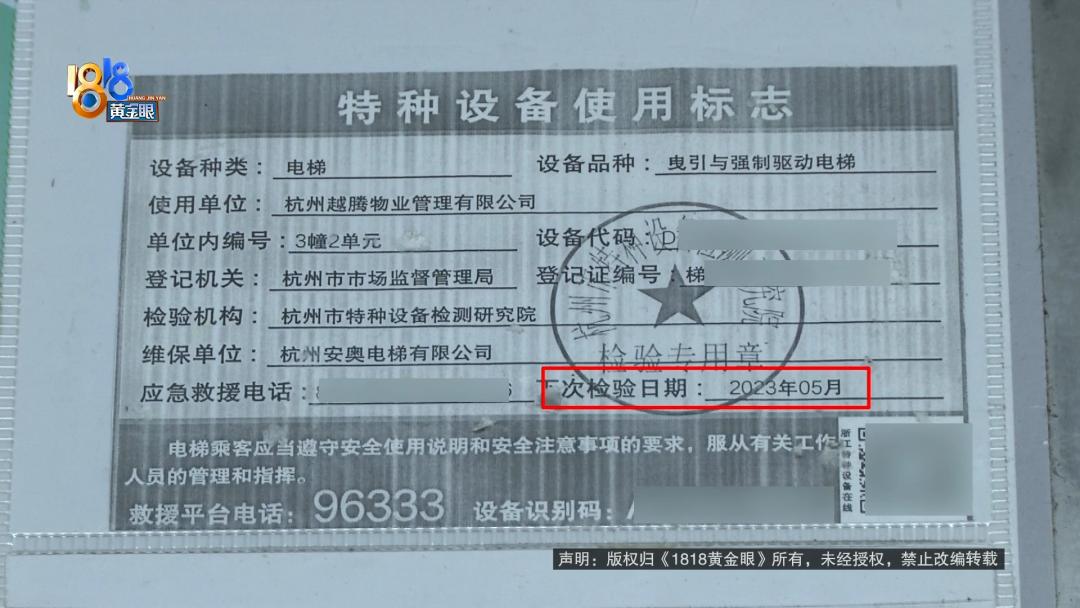 1818
黄金眼
HUANG JIN YAN
特种设备使用标志
设备种类：电梯 设备品种：曳引与强制驱动电梯
使用单位：杭州越腾物业管理有限公司
单位内编号：3幢2单元 设备代码：
登记机关：杭州市市场监督管理局 登记证编号：梯
检验机构：杭州市特种设备检测研究院
维保单位：杭州安奥电梯有限公司
检验专用章
应急救援电话： 下次检验日期：2023年05月
电梯乘客应当遵守安全使用说明和安全注意事项的要求，服从有关工作
人员的管理和指挥。
救援平台电话：96333 设备识别码：
浙江特种设备在线
声明：版权归《1818黄金眼》所有，未经授权，禁止改编转载